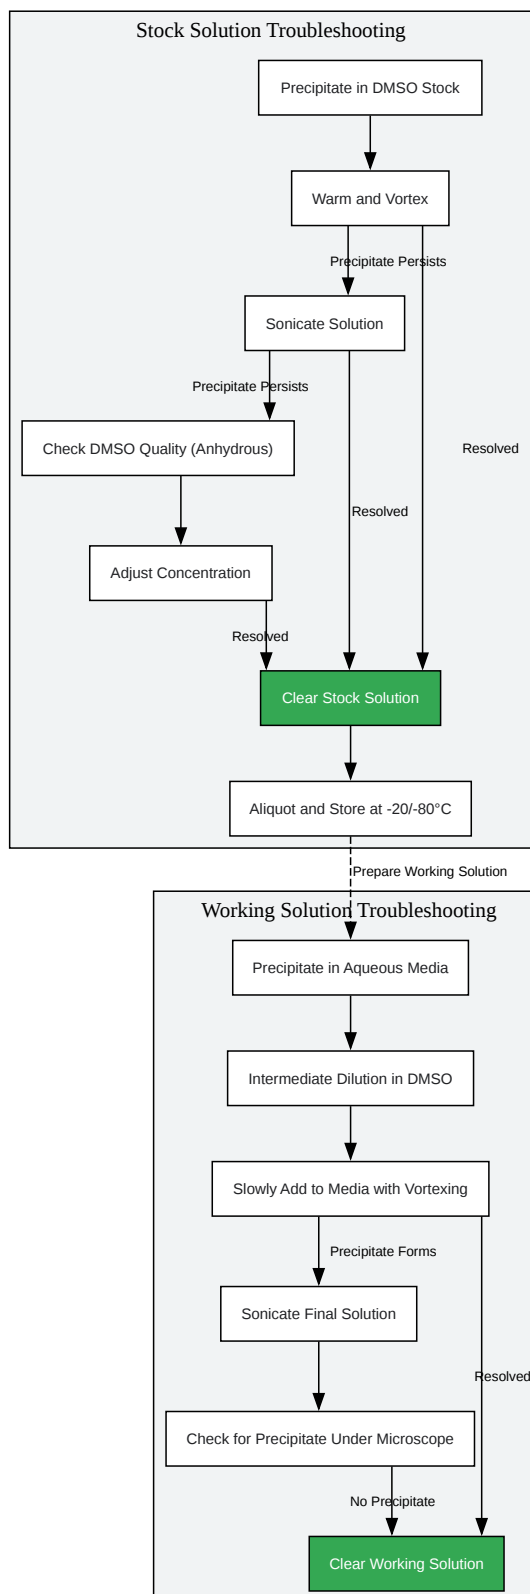 Stock Solution Troubleshooting
Precipitate in DMSO Stock
Warm and Vortex
Precipitate Persists
Sonicate Solution
Precipitate Persists
Check DMSO Quality (Anhydrous)
Resolved
Resolved
Adjust Concentration
Resolved
Clear Stock Solution
Aliquot and Store at -20/-80°C
Prepare Working Solution
Working Solution Troubleshooting
Precipitate in Aqueous Media
Intermediate Dilution in DMSO
Slowly Add to Media with Vortexing
Precipitate Forms
Sonicate Final Solution
Resolved
Check for Precipitate Under Microscope
No Precipitate
Clear Working Solution